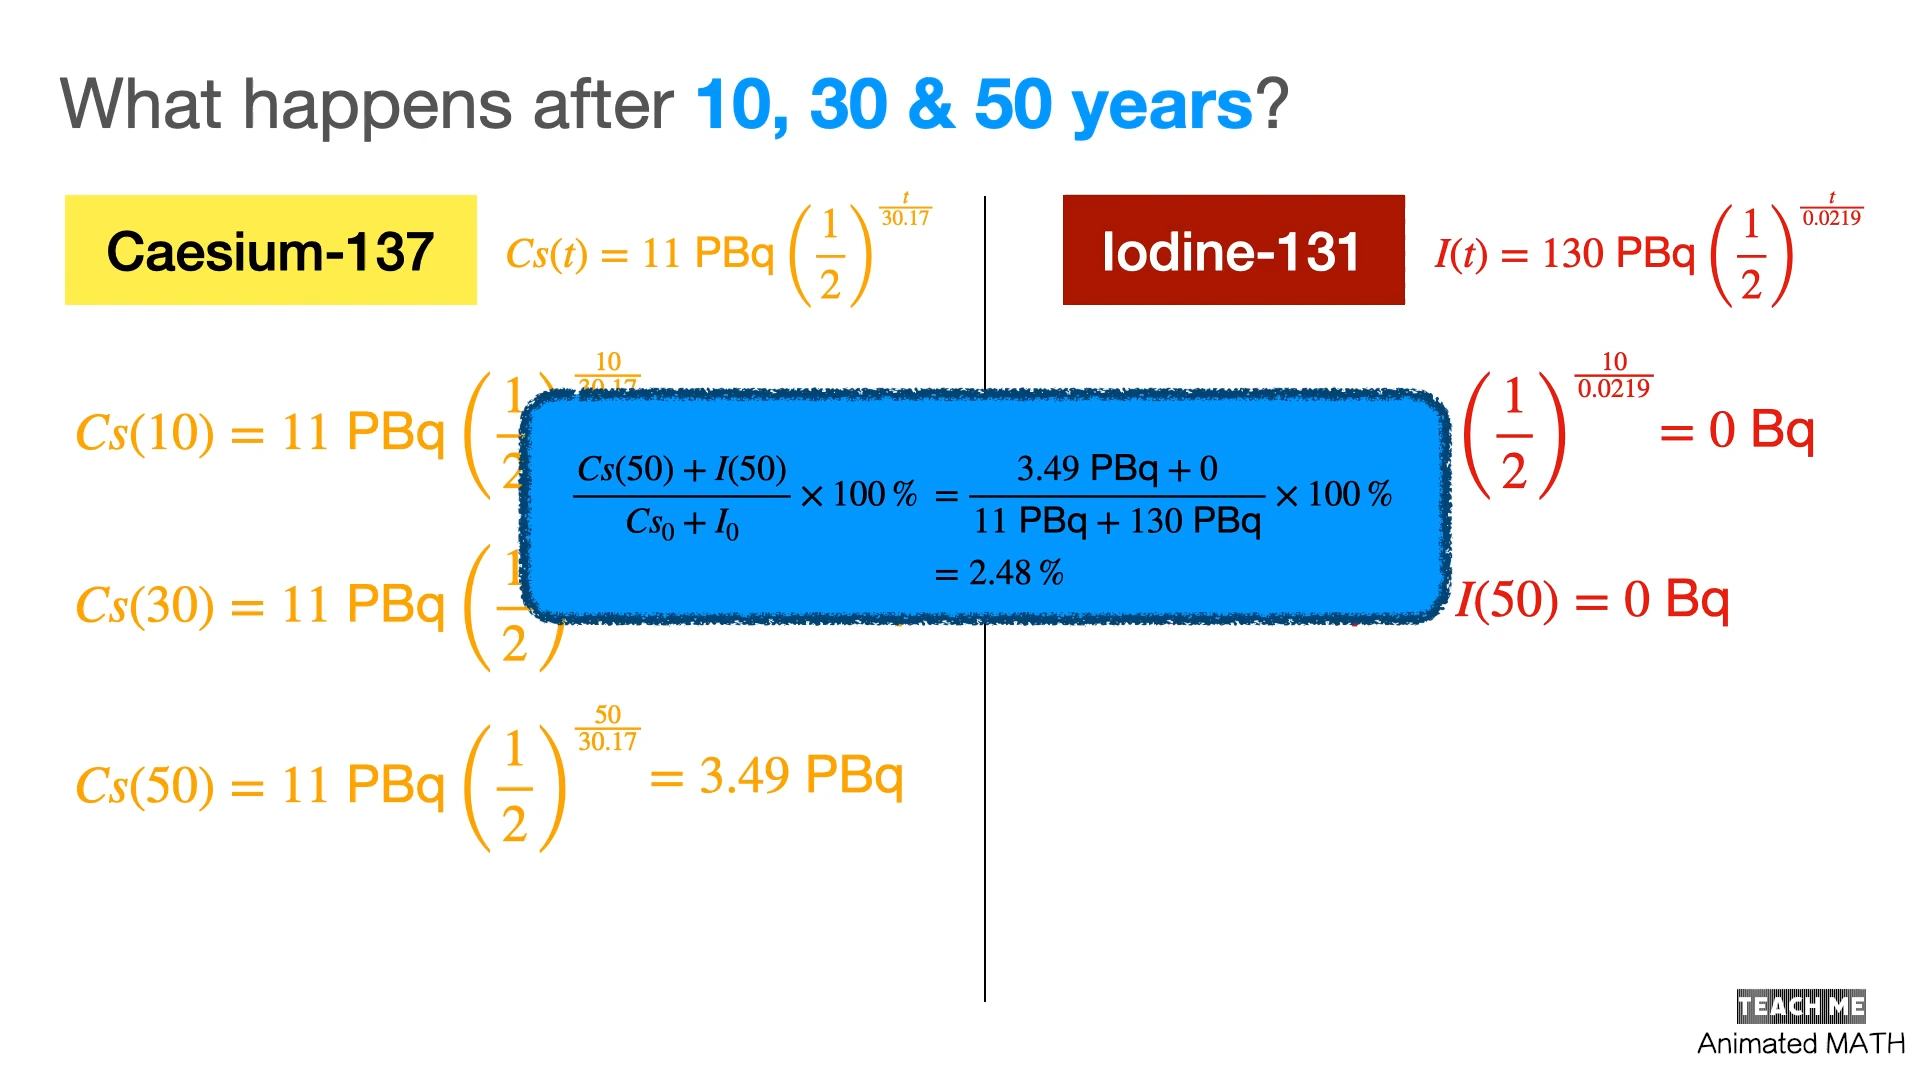 What happens after 10, 30 & 50 years?
Caesium-137
Cs(t) = 11 PBq (1/2)^(t/30.17)
Iodine-131
I(t) = 130 PBq (1/2)^(t/0.0219)
Cs(10) = 11 PBq (1/2)^(10/30.17)
(1/2)^(10/0.0219) = 0 Bq
(Cs(50) + I(50))/(Cs₀ + I₀) × 100 % = (3.49 PBq + 0)/(11 PBq + 130 PBq) × 100 %
= 2.48 %
Cs(30) = 11 PBq (1/2)
I(50) = 0 Bq
Cs(50) = 11 PBq (1/2)^(50/30.17) = 3.49 PBq
TEACH ME
Animated MATH